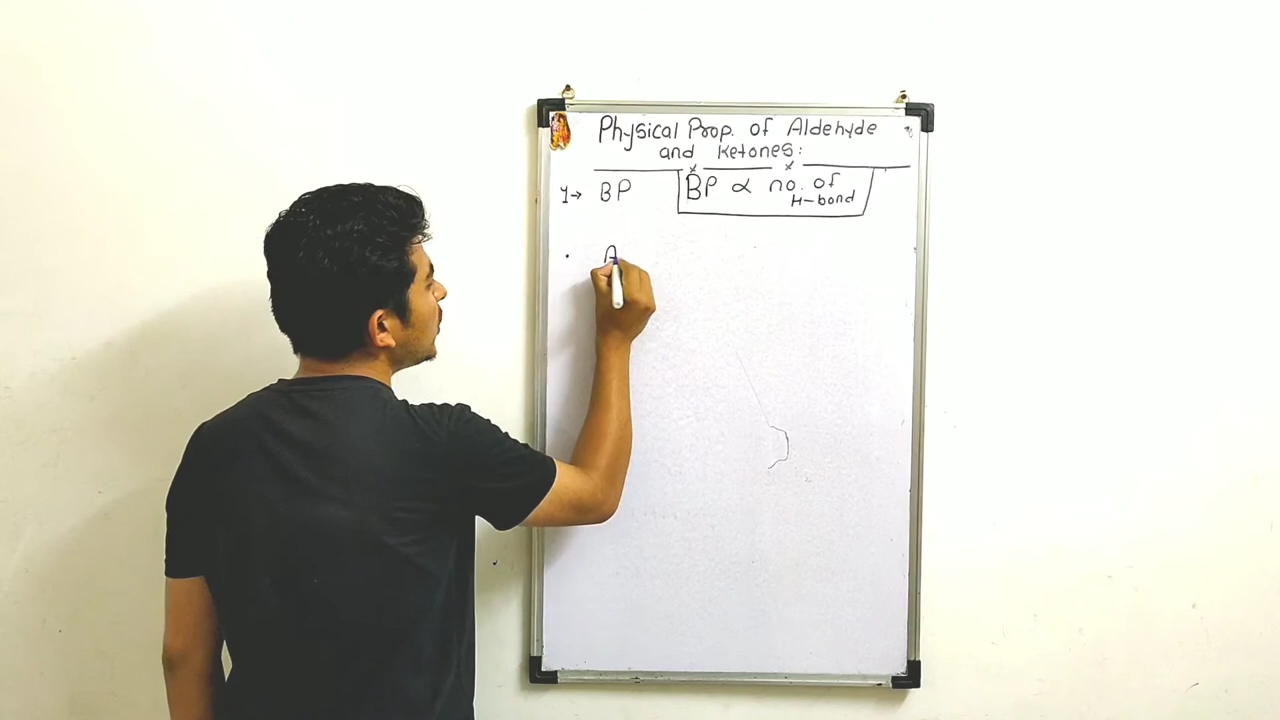 Physical Prop. of Aldehyde
and ketones:
1→ BP
BP ∝ no. of
H-bond
A